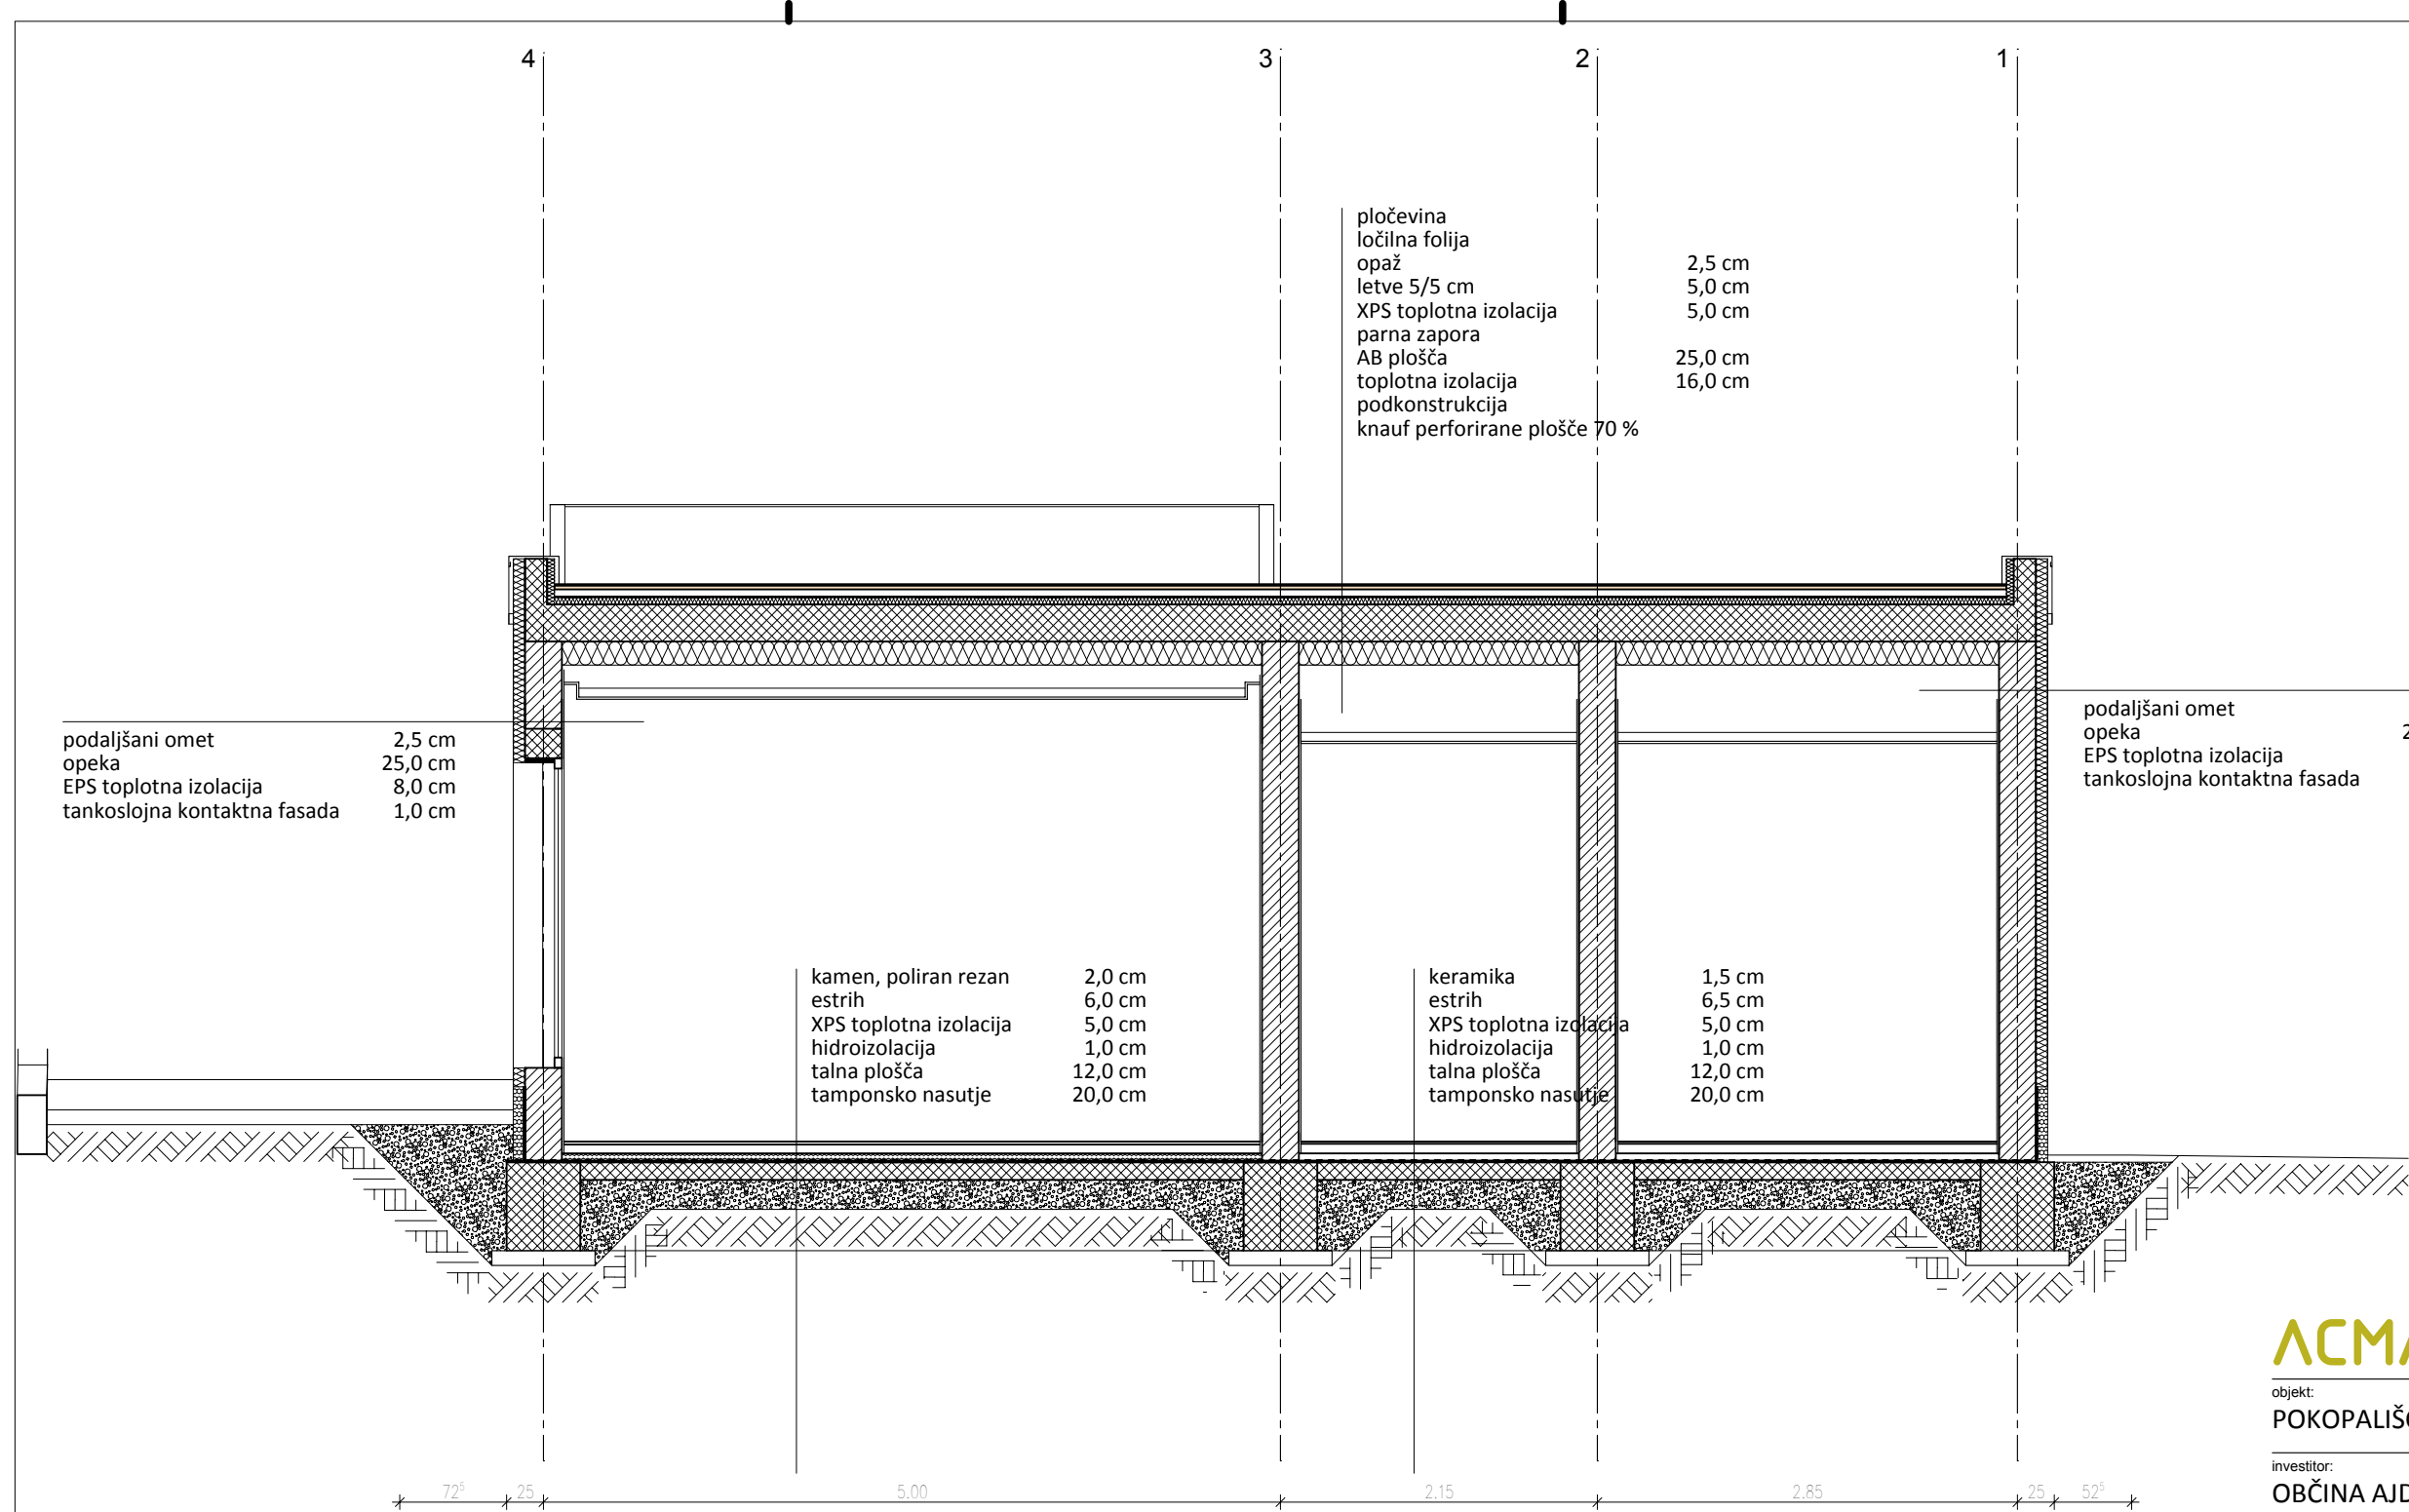 4
3
2
1
pločevina
ločilna folija
opaž 2,5 cm
letve 5/5 cm 5,0 cm
XPS toplotna izolacija 5,0 cm
parna zapora
AB plošča 25,0 cm
toplotna izolacija 16,0 cm
podkonstrukcija
knauf perforirane plošče 70 %
podaljšani omet 2,5 cm
opeka 25,0 cm
EPS toplotna izolacija 8,0 cm
tankoslojna kontaktna fasada 1,0 cm
podaljšani omet
opeka 2
EPS toplotna izolacija
tankoslojna kontaktna fasada
kamen, poliran rezan 2,0 cm
estrih 6,0 cm
XPS toplotna izolacija 5,0 cm
hidroizolacija 1,0 cm
talna plošča 12,0 cm
tamponsko nasutje 20,0 cm
keramika 1,5 cm
estrih 6,5 cm
XPS toplotna izolacija 5,0 cm
hidroizolacija 1,0 cm
talna plošča 12,0 cm
tamponsko nasutje 20,0 cm
ACMA
objekt:
POKOPALIŠ
investitor:
OBČINA AJD
72⁵ 25 5.00 2.15 2.85 25 52⁵